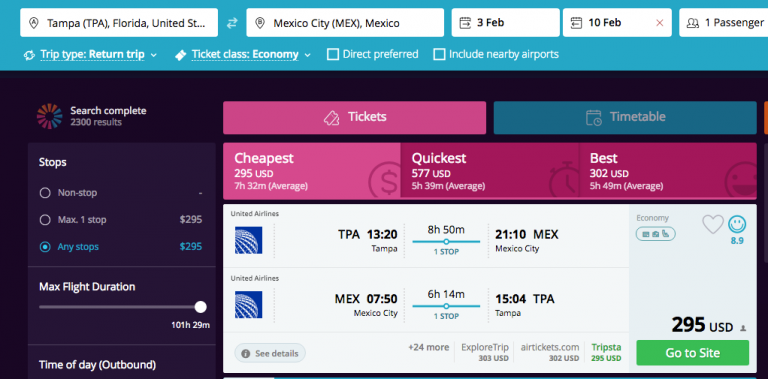 Tampa (TPA), Florida, United St...
Mexico City (MEX), Mexico
3 Feb
10 Feb
1 Passenger
Trip type: Return trip
Ticket class: Economy
Direct preferred
Include nearby airports
Search complete
2300 results
Tickets
Timetable
Stops
Non-stop -
Max. 1 stop $295
Any stops $295
Max Flight Duration
101h 29m
Time of day (Outbound)
Cheapest
295 USD
7h 32m (Average)
Quickest
577 USD
5h 39m (Average)
Best
302 USD
5h 49m (Average)
United Airlines
TPA 13:20
Tampa
8h 50m
1 STOP
21:10 MEX
Mexico City
United Airlines
MEX 07:50
Mexico City
6h 14m
1 STOP
15:04 TPA
Tampa
See details
+24 more
ExploreTrip
303 USD
airtickets.com
302 USD
Tripsta
295 USD
Economy
8.9
295 USD
Go to Site